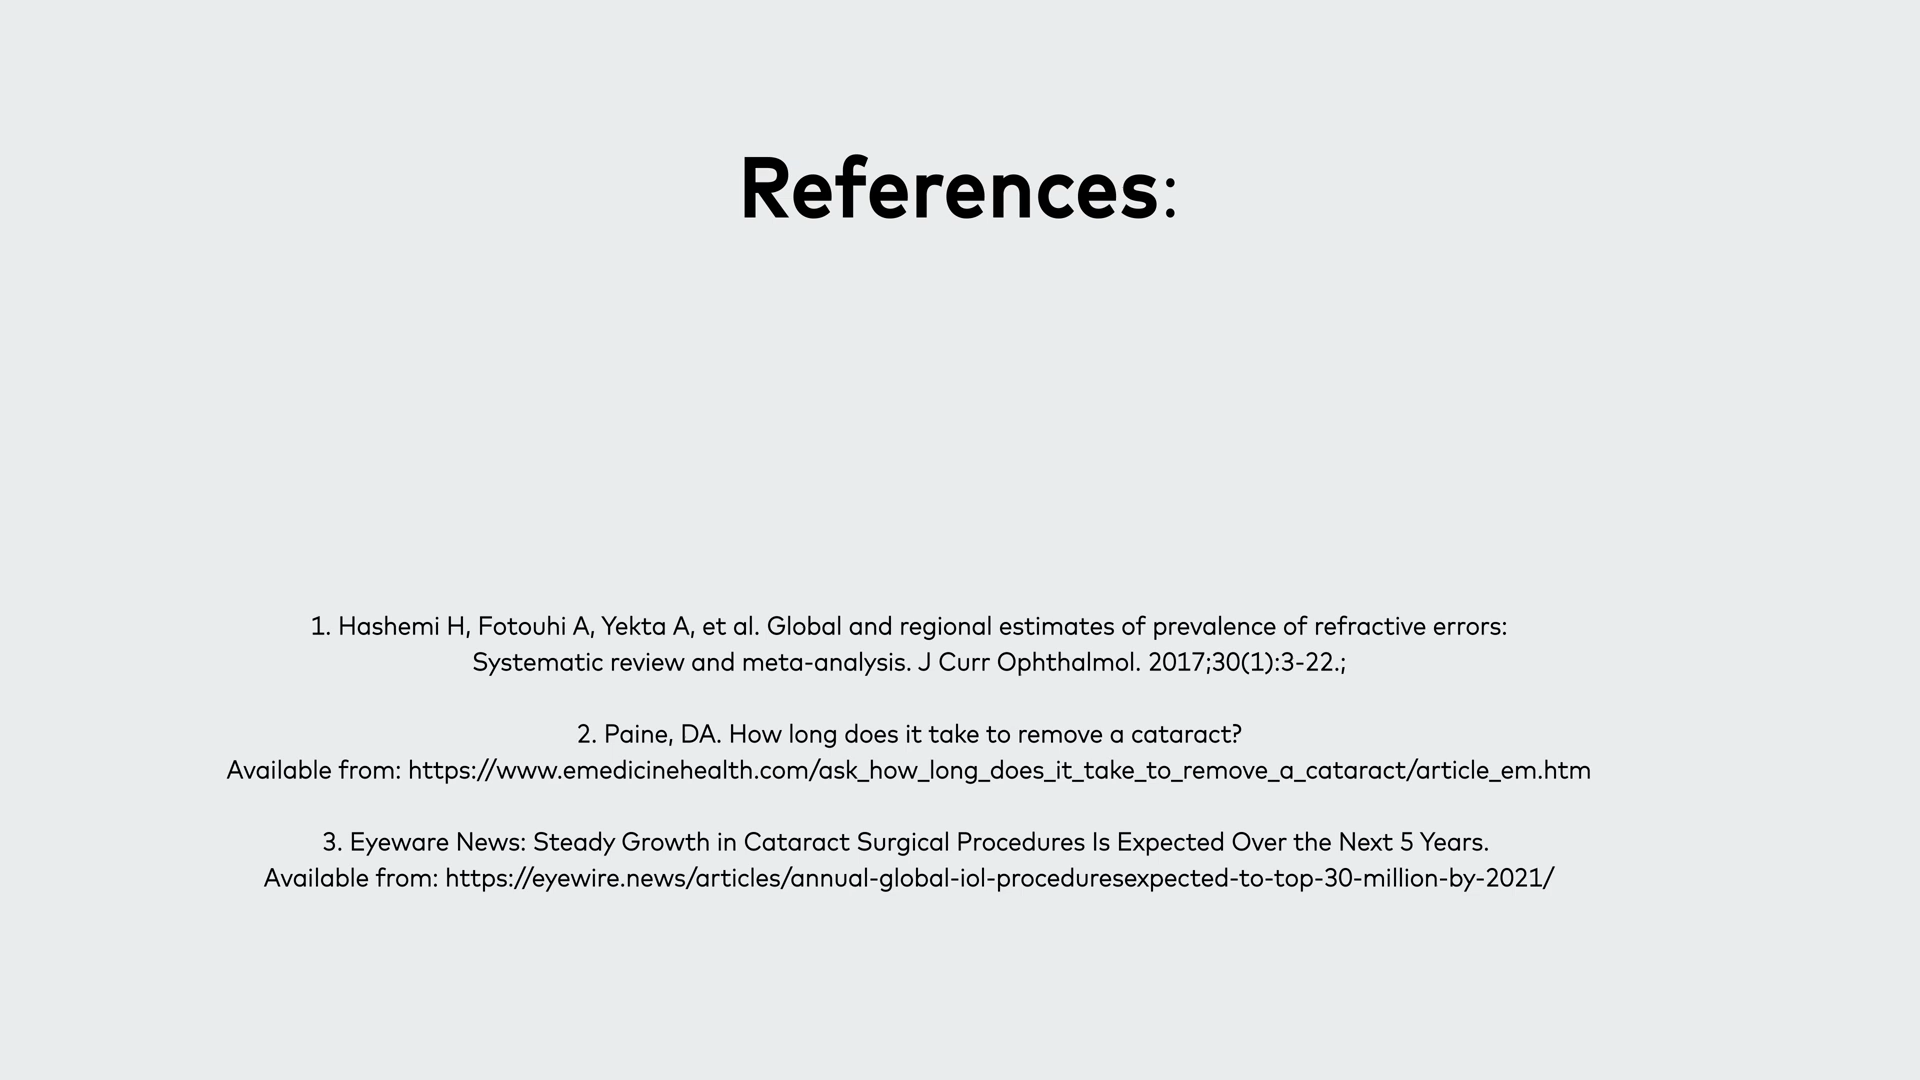 References:
1. Hashemi H, Fotouhi A, Yekta A, et al. Global and regional estimates of prevalence of refractive errors:
Systematic review and meta-analysis. J Curr Ophthalmol. 2017;30(1):3-22.;
2. Paine, DA. How long does it take to remove a cataract?
Available from: https://www.emedicinehealth.com/ask_how_long_does_it_take_to_remove_a_cataract/article_em.htm
3. Eyeware News: Steady Growth in Cataract Surgical Procedures Is Expected Over the Next 5 Years.
Available from: https://eyewire.news/articles/annual-global-iol-proceduresexpected-to-top-30-million-by-2021/